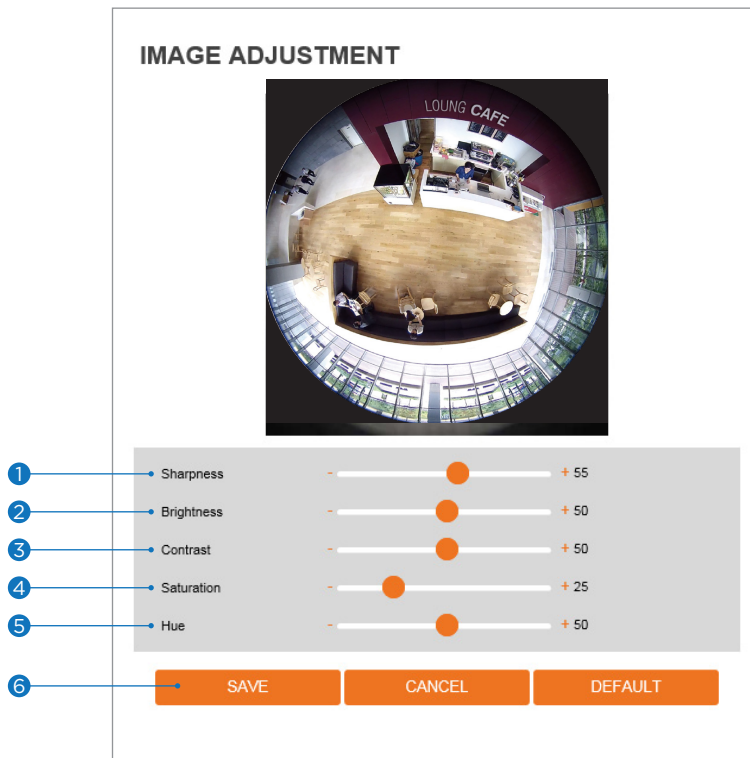 IMAGE ADJUSTMENT
LOUNG CAFE
1 Sharpness - + 55
2 Brightness - + 50
3 Contrast - + 50
4 Saturation - + 25
5 Hue - + 50
6 SAVE CANCEL DEFAULT